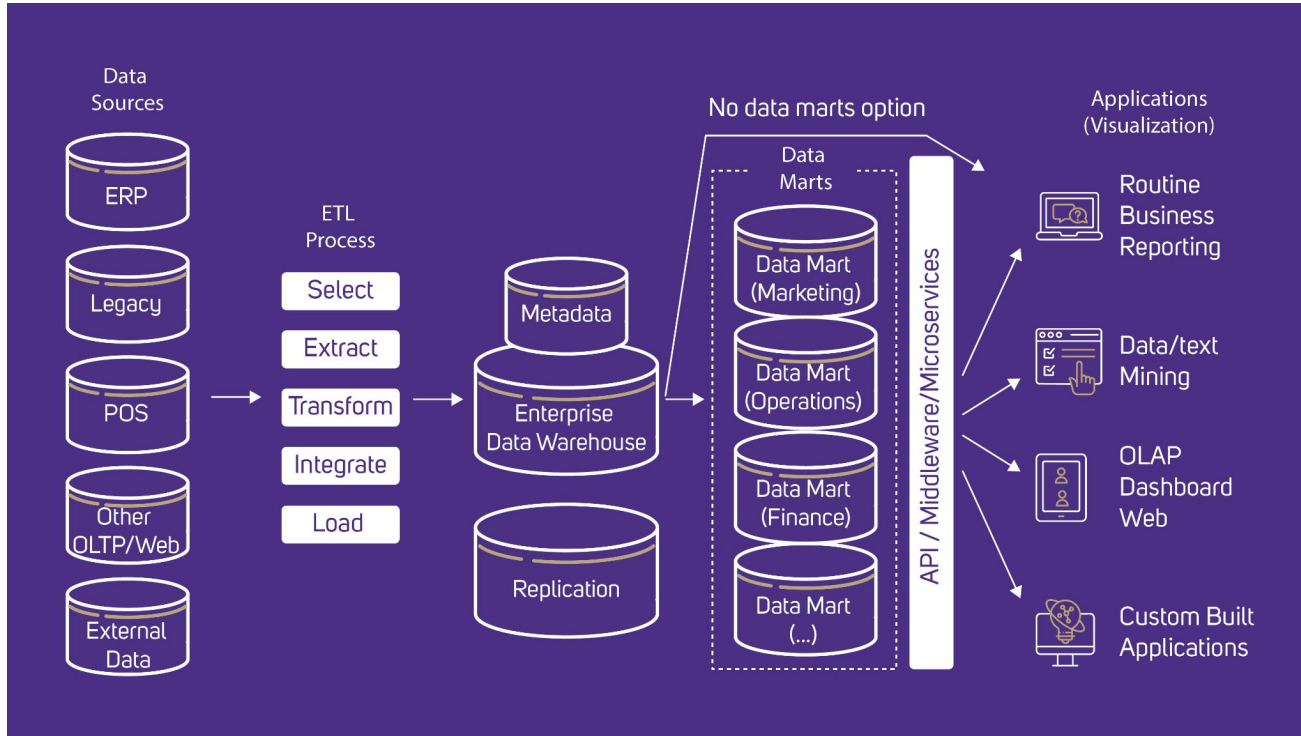 Data
Sources
ERP
Legacy
POS
Other
OLTP/Web
External
Data
ETL
Process
Select
Extract
Transform
Integrate
Load
Metadata
Enterprise
Data Warehouse
Replication
No data marts option
Data
Marts
Data Mart
(Marketing)
Data Mart
(Operations)
Data Mart
(Finance)
Data Mart
(...)
API / Middleware/Microservices
Applications
(Visualization)
Routine
Business
Reporting
Data/text
Mining
OLAP
Dashboard
Web
Custom Built
Applications